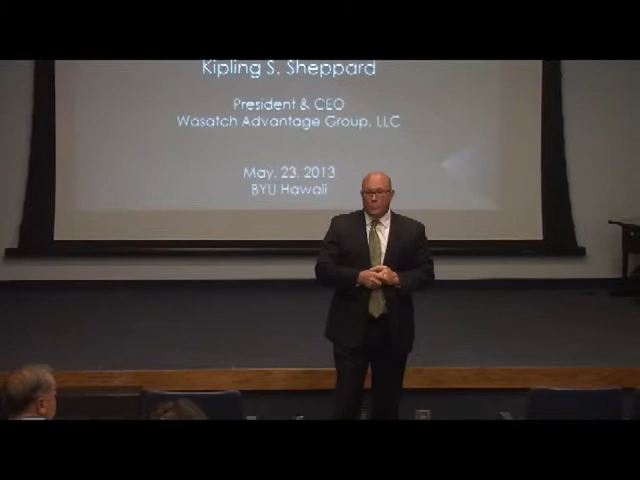 Kipling S. Sheppard
President & CEO
Wasatch Advantage Group, LLC
May, 23, 2013
BYU Hawaii